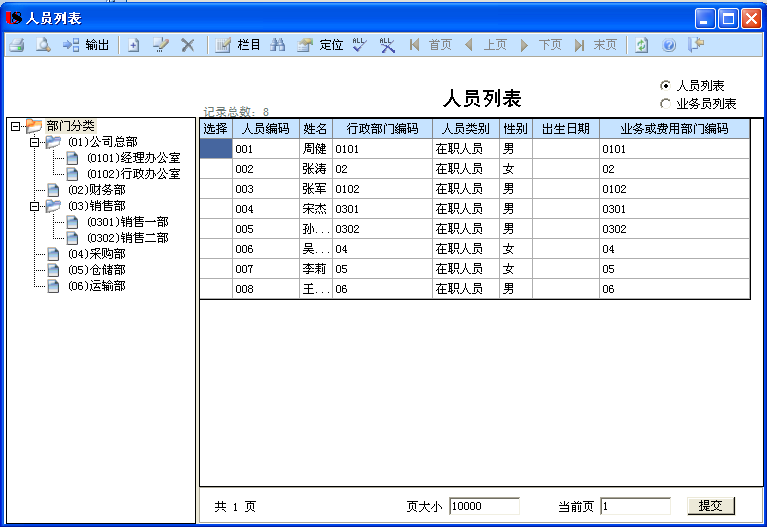 人员列表
输出 栏目 定位 ALL ALL 首页 上页 下页 末页
人员列表
人员列表
业务员列表
记录总数: 8
部门分类
(01)公司总部
(0101)经理办公室
(0102)行政办公室
(02)财务部
(03)销售部
(0301)销售一部
(0302)销售二部
(04)采购部
(05)仓储部
(06)运输部
选择 人员编码 姓名 行政部门编码 人员类别 性别 出生日期 业务或费用部门编码
001 周健 0101 在职人员 男 0101
002 张涛 02 在职人员 女 02
003 张军 0102 在职人员 男 0102
004 宋杰 0301 在职人员 男 0301
005 孙... 0302 在职人员 男 0302
006 吴... 04 在职人员 女 04
007 李莉 05 在职人员 女 05
008 王... 06 在职人员 男 06
共 1 页 页大小 10000 当前页 1 提交